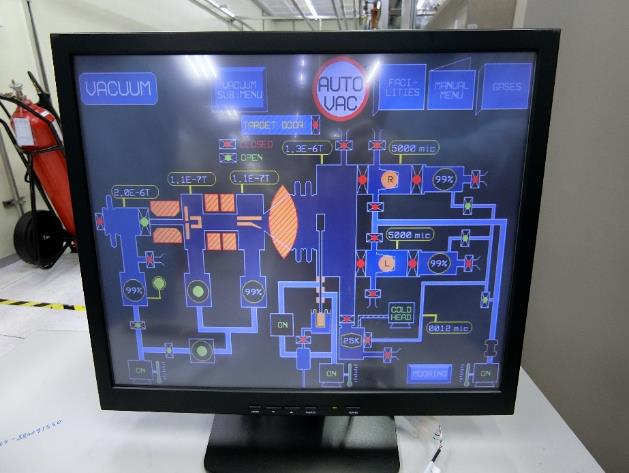 VACUUM
VACUUM
SUB MENU
AUTO
VAC
FACI-
LITIES
MANUAL
MENU
GASES
TARGET DOOR
CLOSED
OPEN
1.3E-6T
5000 mic
1.1E-7T
1.1E-7T
2.0E-6T
R
99%
5000 mic
L
99%
99%
99%
COLD
HEAD
0012 mic
ON
25K
ON
ON
ON